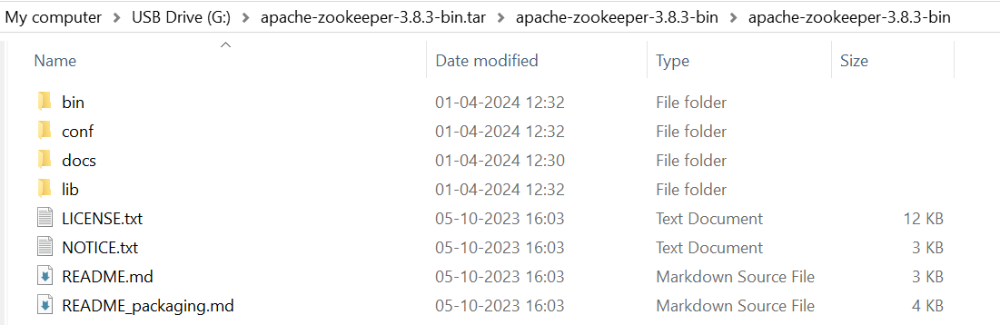 My computer > USB Drive (G:) > apache-zookeeper-3.8.3-bin.tar > apache-zookeeper-3.8.3-bin > apache-zookeeper-3.8.3-bin
Name Date modified Type Size
bin 01-04-2024 12:32 File folder
conf 01-04-2024 12:32 File folder
docs 01-04-2024 12:30 File folder
lib 01-04-2024 12:32 File folder
LICENSE.txt 05-10-2023 16:03 Text Document 12 KB
NOTICE.txt 05-10-2023 16:03 Text Document 3 KB
README.md 05-10-2023 16:03 Markdown Source File 3 KB
README_packaging.md 05-10-2023 16:03 Markdown Source File 4 KB